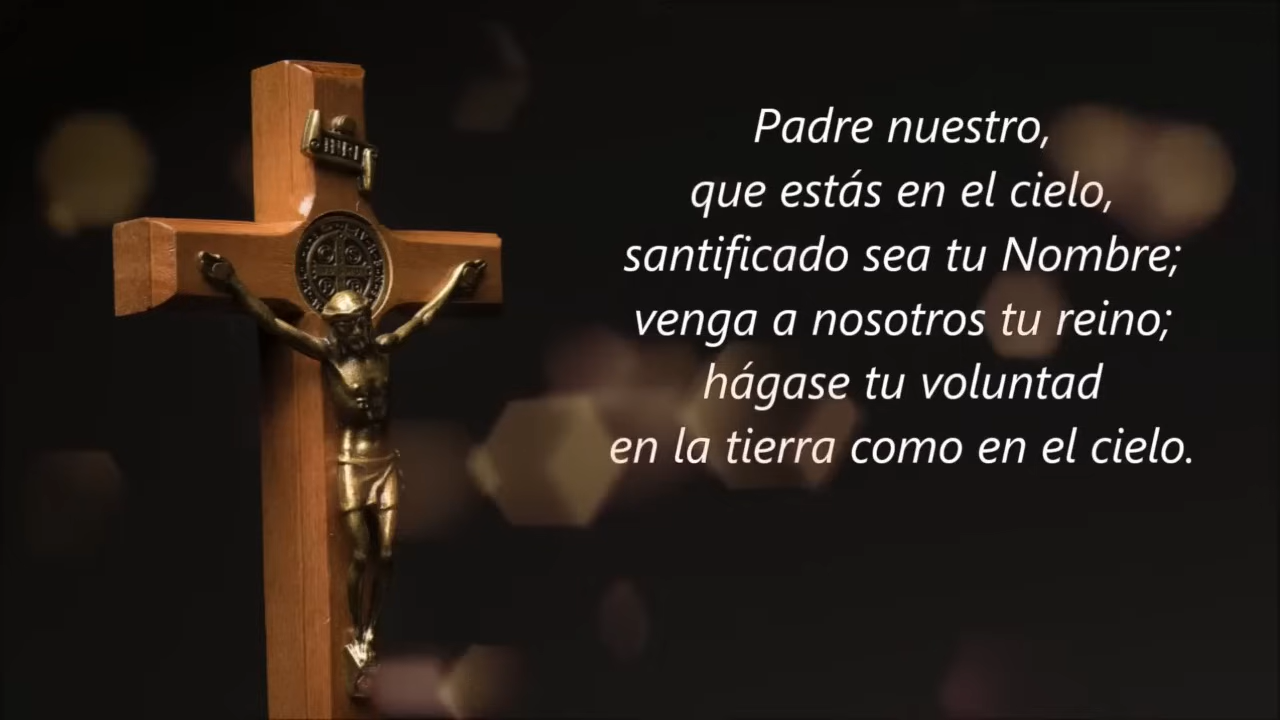 INRI
Padre nuestro,
que estás en el cielo,
santificado sea tu Nombre;
venga a nosotros tu reino;
hágase tu voluntad
en la tierra como en el cielo.